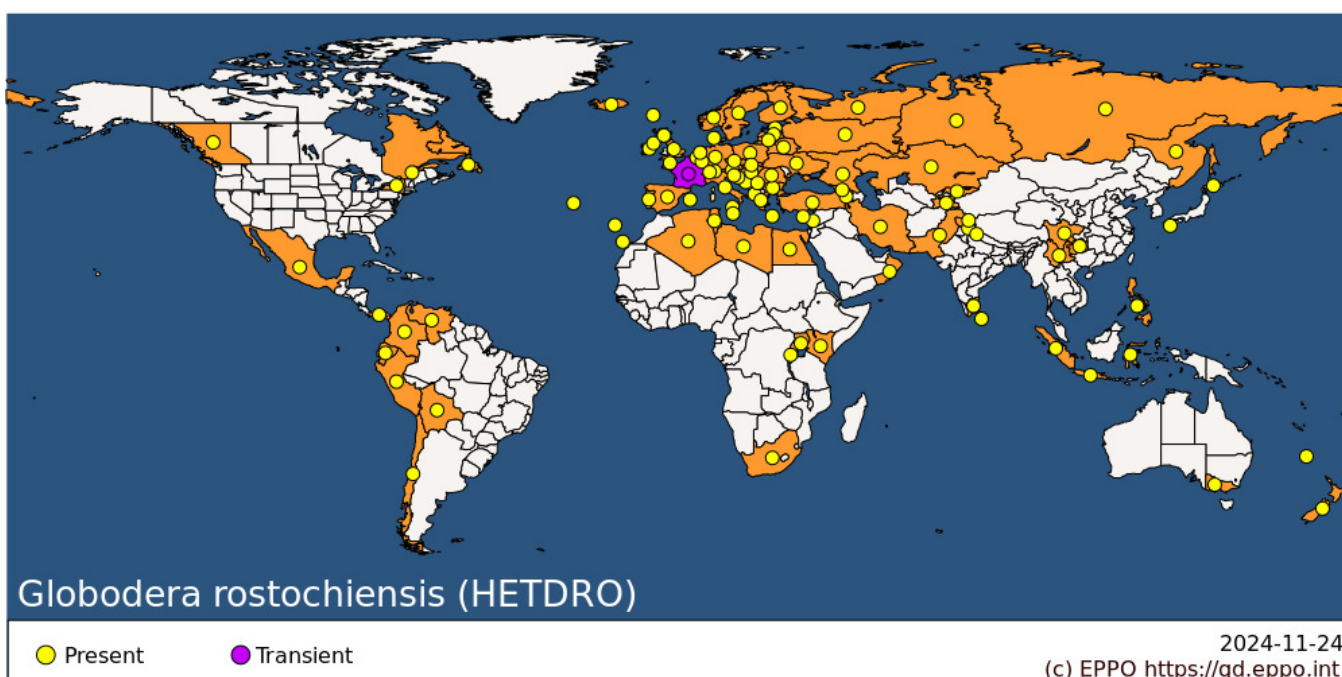 Globodera rostochiensis (HETDRO)
Present
Transient
2024-11-24
(c) EPPO https://gd.eppo.int